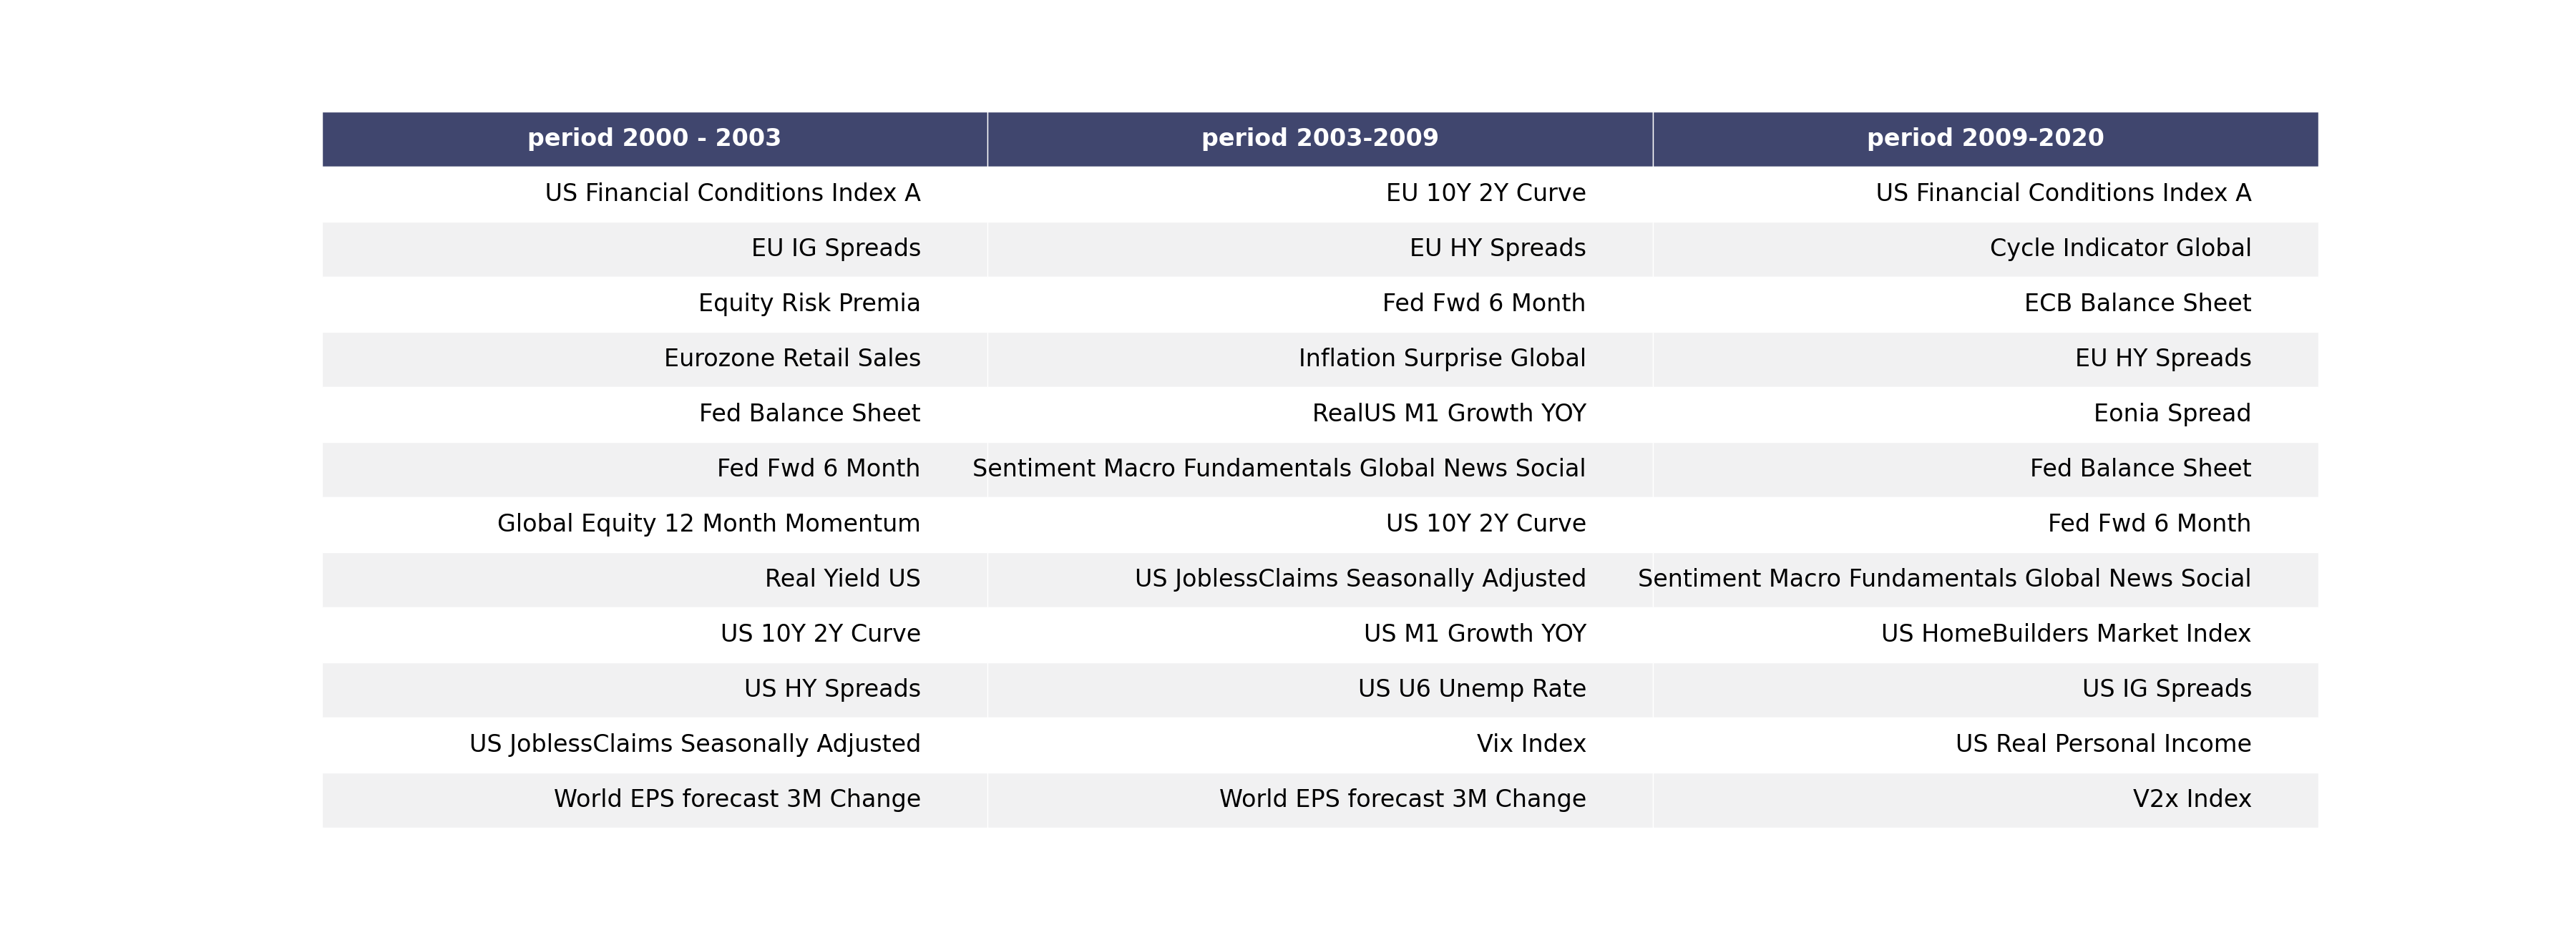 period 2000 - 2003 period 2003-2009 period 2009-2020
US Financial Conditions Index A EU 10Y 2Y Curve US Financial Conditions Index A
EU IG Spreads EU HY Spreads Cycle Indicator Global
Equity Risk Premia Fed Fwd 6 Month ECB Balance Sheet
Eurozone Retail Sales Inflation Surprise Global EU HY Spreads
Fed Balance Sheet RealUS M1 Growth YOY Eonia Spread
Fed Fwd 6 Month Sentiment Macro Fundamentals Global News Social Fed Balance Sheet
Global Equity 12 Month Momentum US 10Y 2Y Curve Fed Fwd 6 Month
Real Yield US US JoblessClaims Seasonally Adjusted Sentiment Macro Fundamentals Global News Social
US 10Y 2Y Curve US M1 Growth YOY US HomeBuilders Market Index
US HY Spreads US U6 Unemp Rate US IG Spreads
US JoblessClaims Seasonally Adjusted Vix Index US Real Personal Income
World EPS forecast 3M Change World EPS forecast 3M Change V2x Index